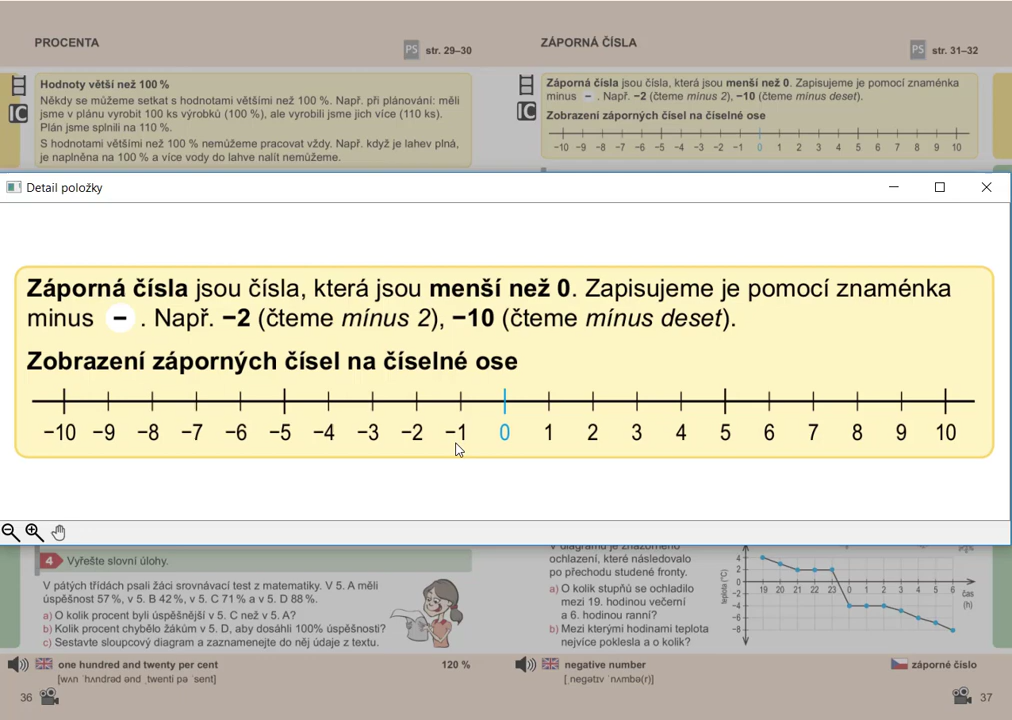 PROCENTA
PS str. 29–30
Hodnoty větší než 100 %
Někdy se můžeme setkat s hodnotami většími než 100 %. Např. při plánování: měli
jsme v plánu vyrobit 100 ks výrobků (100 %), ale vyrobili jsme jich více (110 ks).
Plán jsme splnili na 110 %.
S hodnotami většími než 100 % nemůžeme pracovat vždy. Např. když je lahev plná,
je naplněna na 100 % a více vody do lahve nalít nemůžeme.
ZÁPORNÁ ČÍSLA
PS str. 31–32
Záporná čísla jsou čísla, která jsou menší než 0. Zapisujeme je pomocí znaménka
minus − . Např. −2 (čteme mínus 2), −10 (čteme mínus deset).
Zobrazení záporných čísel na číselné ose
−10 −9 −8 −7 −6 −5 −4 −3 −2 −1 0 1 2 3 4 5 6 7 8 9 10
Detail položky
Záporná čísla jsou čísla, která jsou menší než 0. Zapisujeme je pomocí znaménka
minus − . Např. −2 (čteme mínus 2), −10 (čteme mínus deset).
Zobrazení záporných čísel na číselné ose
−10 −9 −8 −7 −6 −5 −4 −3 −2 −1 0 1 2 3 4 5 6 7 8 9 10
4 Vyřešte slovní úlohy.
V pátých třídách psali žáci srovnávací test z matematiky. V 5. A měli
úspěšnost 57 %, v 5. B 42 %, v 5. C 71 % a v 5. D 88 %.
a) O kolik procent byli úspěšnější v 5. C než v 5. A?
b) Kolik procent chybělo žákům v 5. D, aby dosáhli 100% úspěšnosti?
c) Sestavte sloupcový diagram a zaznamenejte do něj údaje z textu.
one hundred and twenty per cent
120 %
[wʌn ˈhʌndrəd ənd ˌtwenti pə ˈsent]
36
V diagramu je znázorněno
ochlazení, které následovalo
po přechodu studené fronty.
a) O kolik stupňů se ochladilo
mezi 19. hodinou večerní
a 6. hodinou ranní?
b) Mezi kterými hodinami teplota
nejvíce poklesla a o kolik?
teplota (°C)
4
2
0
−2
−4
−6
−8
19 20 21 22 23 0 1 2 3 4 5 6
čas
(h)
negative number
záporné číslo
[ˌnegətɪv ˈnʌmbə(r)]
37